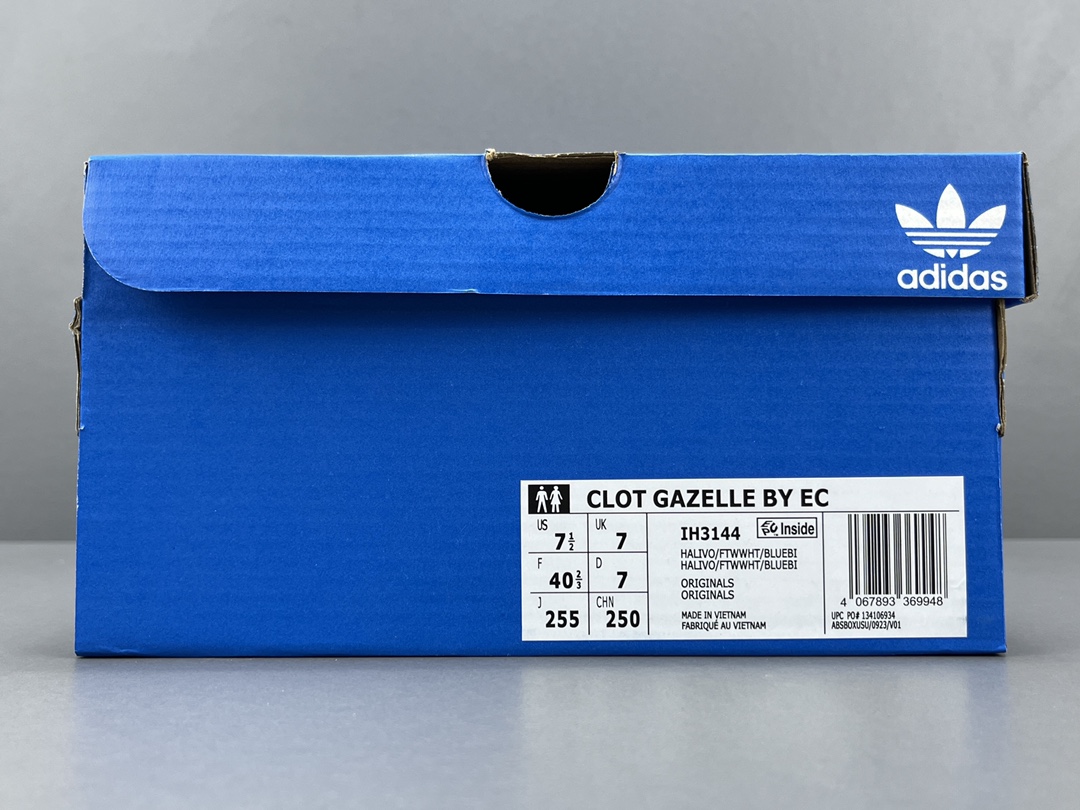 adidas
CLOT GAZELLE BY EC
US 7½ UK 7
F 40⅔ D 7
J 255 CHN 250
IH3144 Inside
HALIVO/FTWWHT/BLUEBI
HALIVO/FTWWHT/BLUEBI
ORIGINALS
ORIGINALS
MADE IN VIETNAM
FABRIQUÉ AU VIETNAM
4 067893 369948
UPC PO# 134106934
ABSBOXUSU/0923/V01